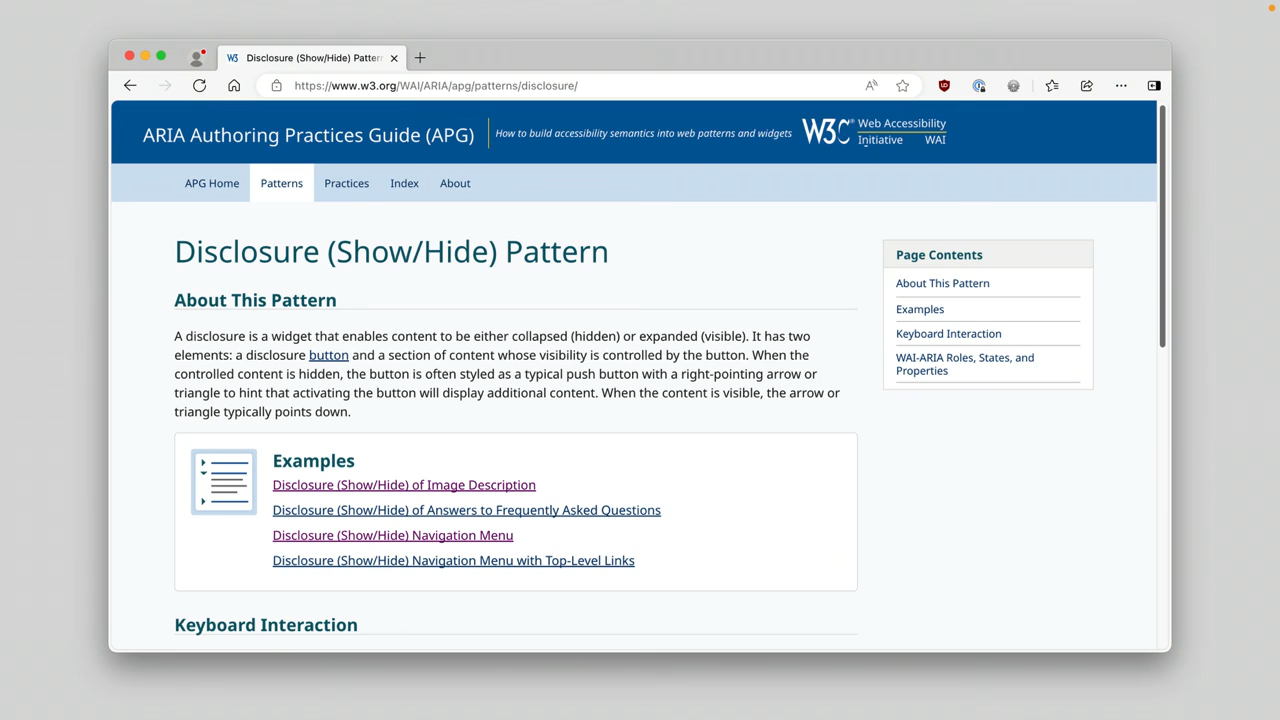 Disclosure (Show/Hide) Pattern
https://www.w3.org/WAI/ARIA/apg/patterns/disclosure/
ARIA Authoring Practices Guide (APG)
How to build accessibility semantics into web patterns and widgets
W3C® Web Accessibility
Initiative WAI
APG Home Patterns Practices Index About
Disclosure (Show/Hide) Pattern
About This Pattern
A disclosure is a widget that enables content to be either collapsed (hidden) or expanded (visible). It has two
elements: a disclosure button and a section of content whose visibility is controlled by the button. When the
controlled content is hidden, the button is often styled as a typical push button with a right-pointing arrow or
triangle to hint that activating the button will display additional content. When the content is visible, the arrow or
triangle typically points down.
Examples
Disclosure (Show/Hide) of Image Description
Disclosure (Show/Hide) of Answers to Frequently Asked Questions
Disclosure (Show/Hide) Navigation Menu
Disclosure (Show/Hide) Navigation Menu with Top-Level Links
Keyboard Interaction
Page Contents
About This Pattern
Examples
Keyboard Interaction
WAI-ARIA Roles, States, and
Properties